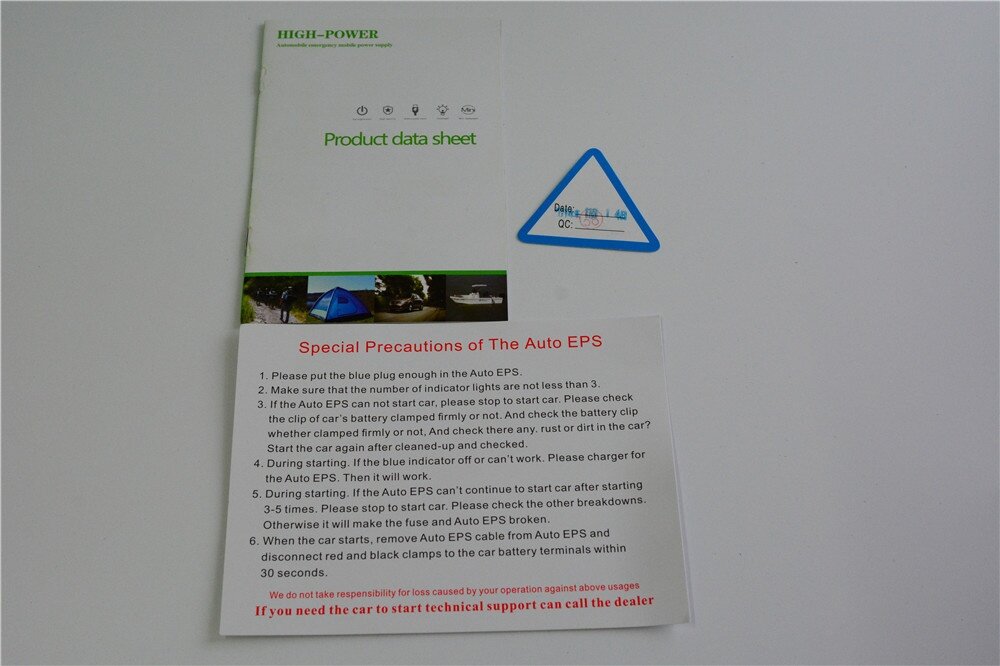 HIGH-POWER
Automobile emergency mobile power supply
Mini
Product data sheet
Date:
QC:
Special Precautions of The Auto EPS
1. Please put the blue plug enough in the Auto EPS.
2. Make sure that the number of indicator lights are not less than 3.
3. If the Auto EPS can not start car, please stop to start car. Please check
the clip of car's battery clamped firmly or not. And check the battery clip
whether clamped firmly or not, And check there any. rust or dirt in the car?
Start the car again after cleaned-up and checked.
4. During starting. If the blue indicator off or can't work. Please charger for
the Auto EPS. Then it will work.
5. During starting. If the Auto EPS can't continue to start car after starting
3-5 times. Please stop to start car. Please check the other breakdowns.
Otherwise it will make the fuse and Auto EPS broken.
6. When the car starts, remove Auto EPS cable from Auto EPS and
disconnect red and black clamps to the car battery terminals within
30 seconds.
We do not take respensibility for loss caused by your operation against above usages
If you need the car to start technical support can call the dealer